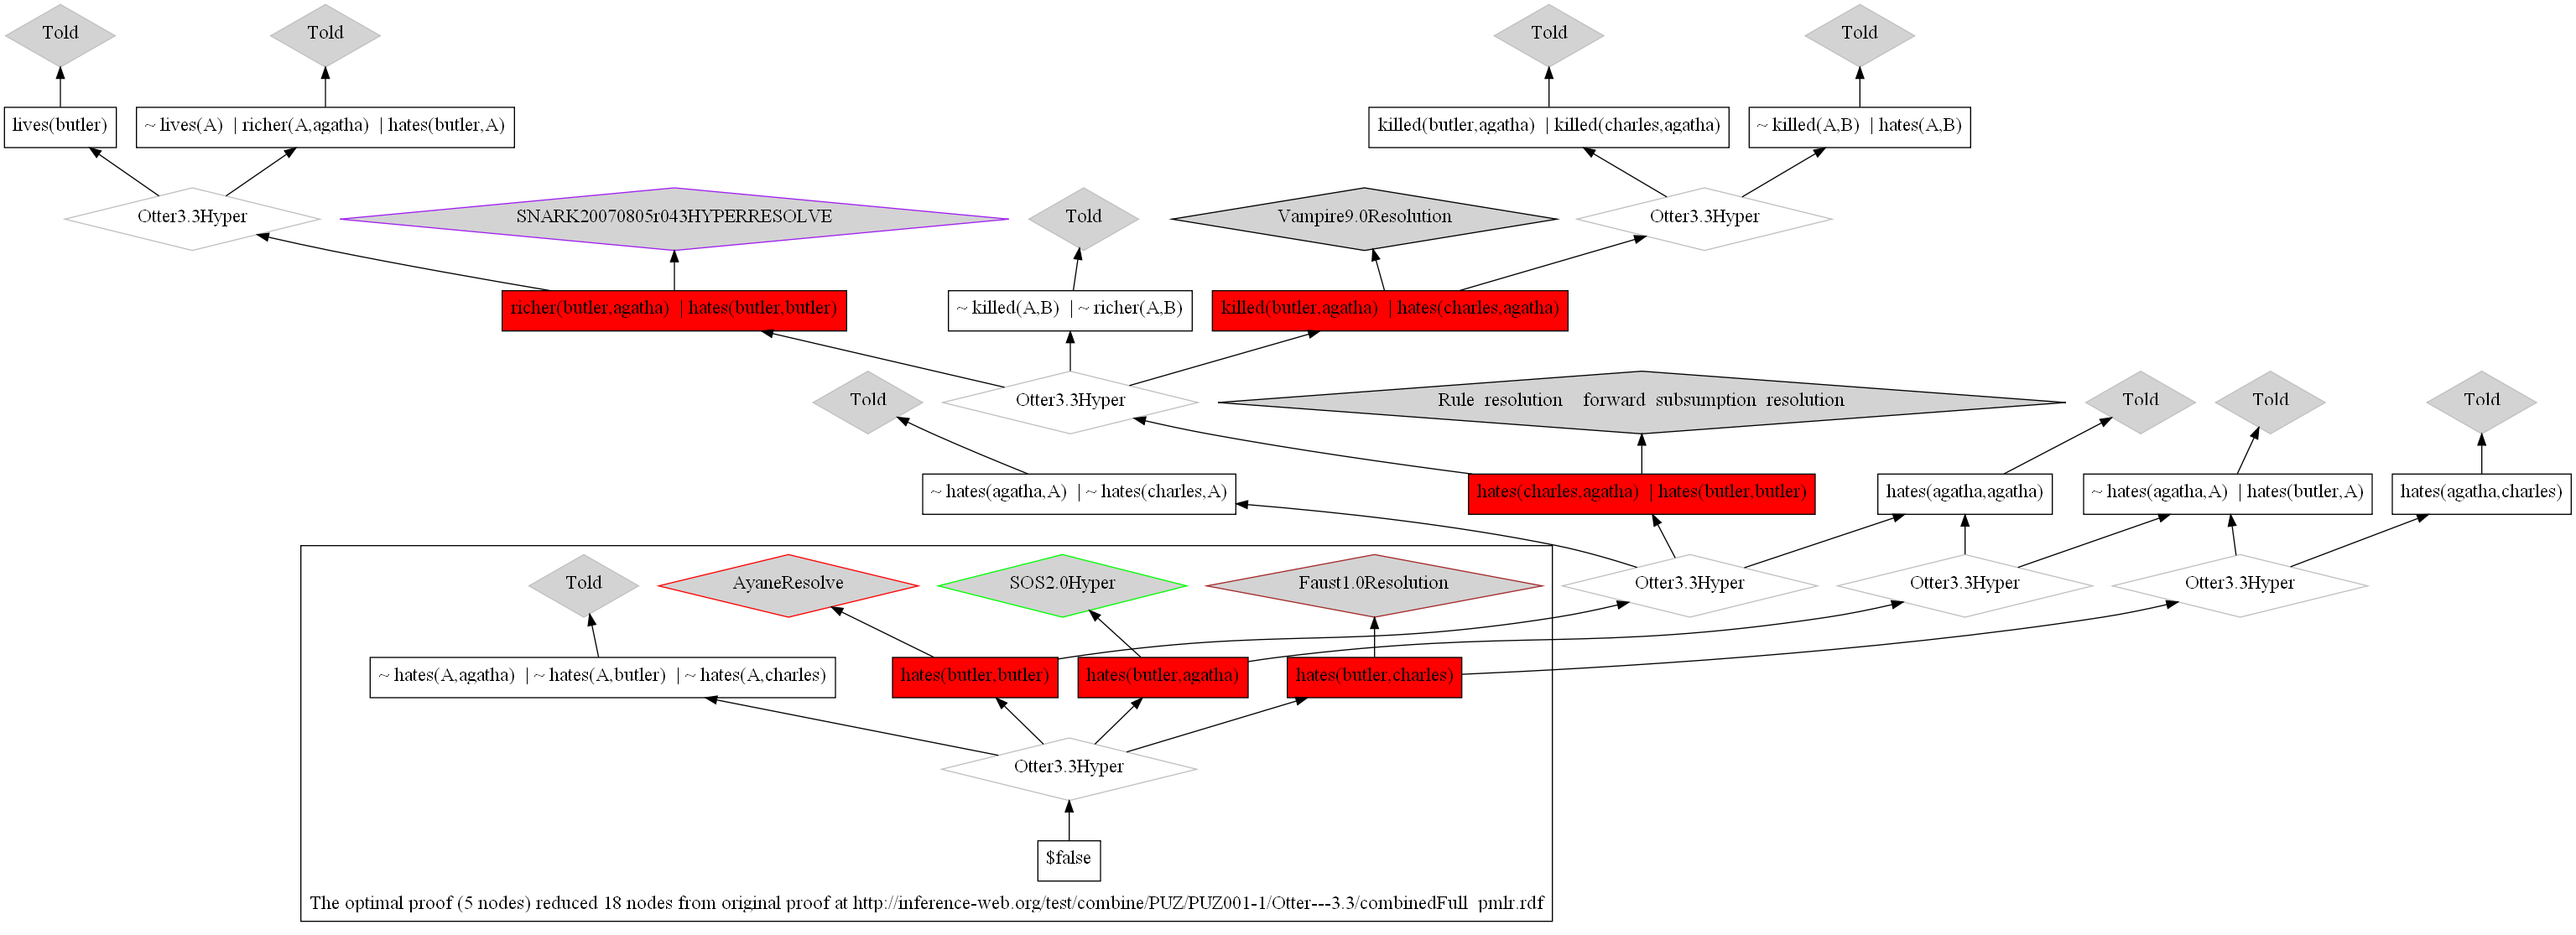 Told
Told
Told
Told
lives(butler)
~ lives(A) | richer(A,agatha) | hates(butler,A)
killed(butler,agatha) | killed(charles,agatha)
~ killed(A,B) | hates(A,B)
Otter3.3Hyper
SNARK20070805r043HYPERRESOLVE
Told
Vampire9.0Resolution
Otter3.3Hyper
richer(butler,agatha) | hates(butler,butler)
~ killed(A,B) | ~ richer(A,B)
killed(butler,agatha) | hates(charles,agatha)
Told
Otter3.3Hyper
Rule resolution forward subsumption resolution
Told
Told
Told
~ hates(agatha,A) | ~ hates(charles,A)
hates(charles,agatha) | hates(butler,butler)
hates(agatha,agatha)
~ hates(agatha,A) | hates(butler,A)
hates(agatha,charles)
Told
AyaneResolve
SOS2.0Hyper
Faust1.0Resolution
Otter3.3Hyper
Otter3.3Hyper
Otter3.3Hyper
~ hates(A,agatha) | ~ hates(A,butler) | ~ hates(A,charles)
hates(butler,butler)
hates(butler,agatha)
hates(butler,charles)
Otter3.3Hyper
$false
The optimal proof (5 nodes) reduced 18 nodes from original proof at http://inference-web.org/test/combine/PUZ/PUZ001-1/Otter---3.3/combinedFull pmlr.rdf